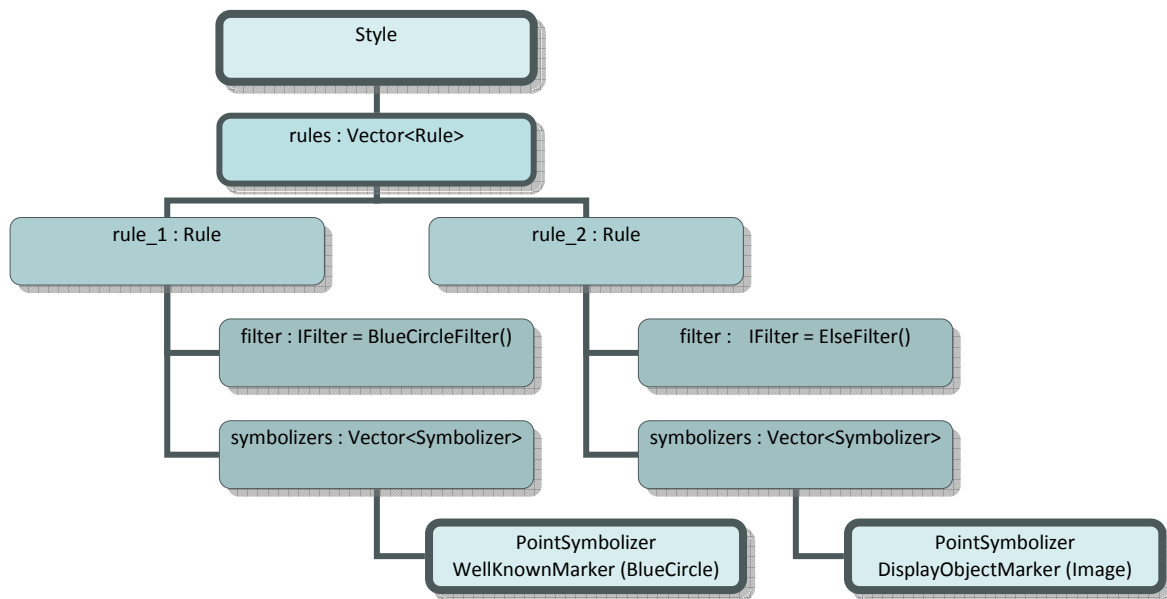 Style
rules : Vector<Rule>
rule_1 : Rule
rule_2 : Rule
filter : IFilter = BlueCircleFilter()
filter :   IFilter = ElseFilter()
symbolizers : Vector<Symbolizer>
symbolizers : Vector<Symbolizer>
PointSymbolizer
WellKnownMarker (BlueCircle)
PointSymbolizer
DisplayObjectMarker (Image)